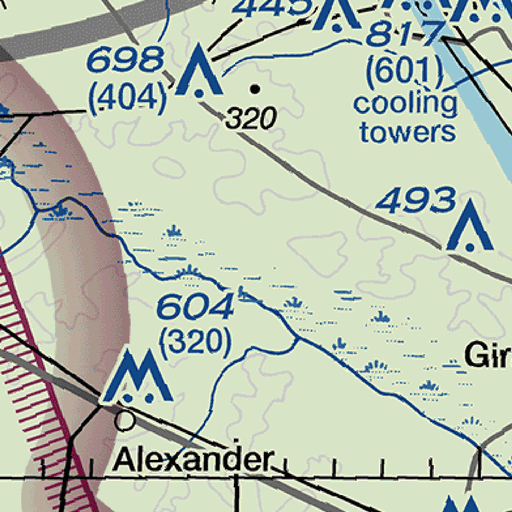 445
817
(601)
cooling
towers
698
(404)
320
493
604
(320)
Gir
Alexander